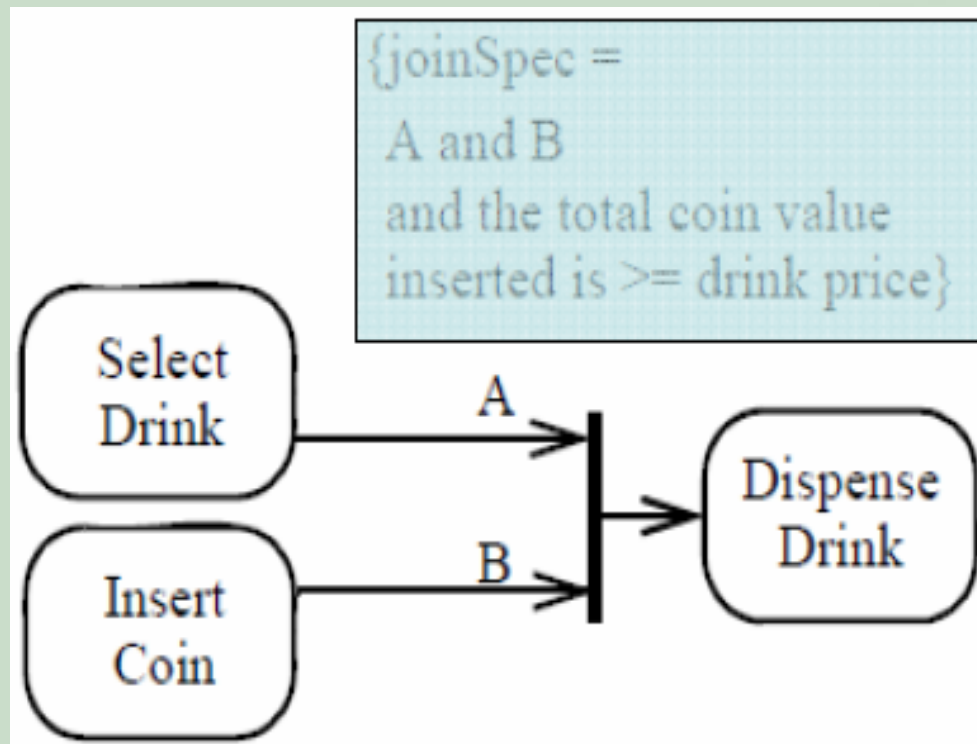 {joinSpec =
A and B
and the total coin value
inserted is >= drink price}
Select
Drink
A
Dispense
Drink
B
Insert
Coin